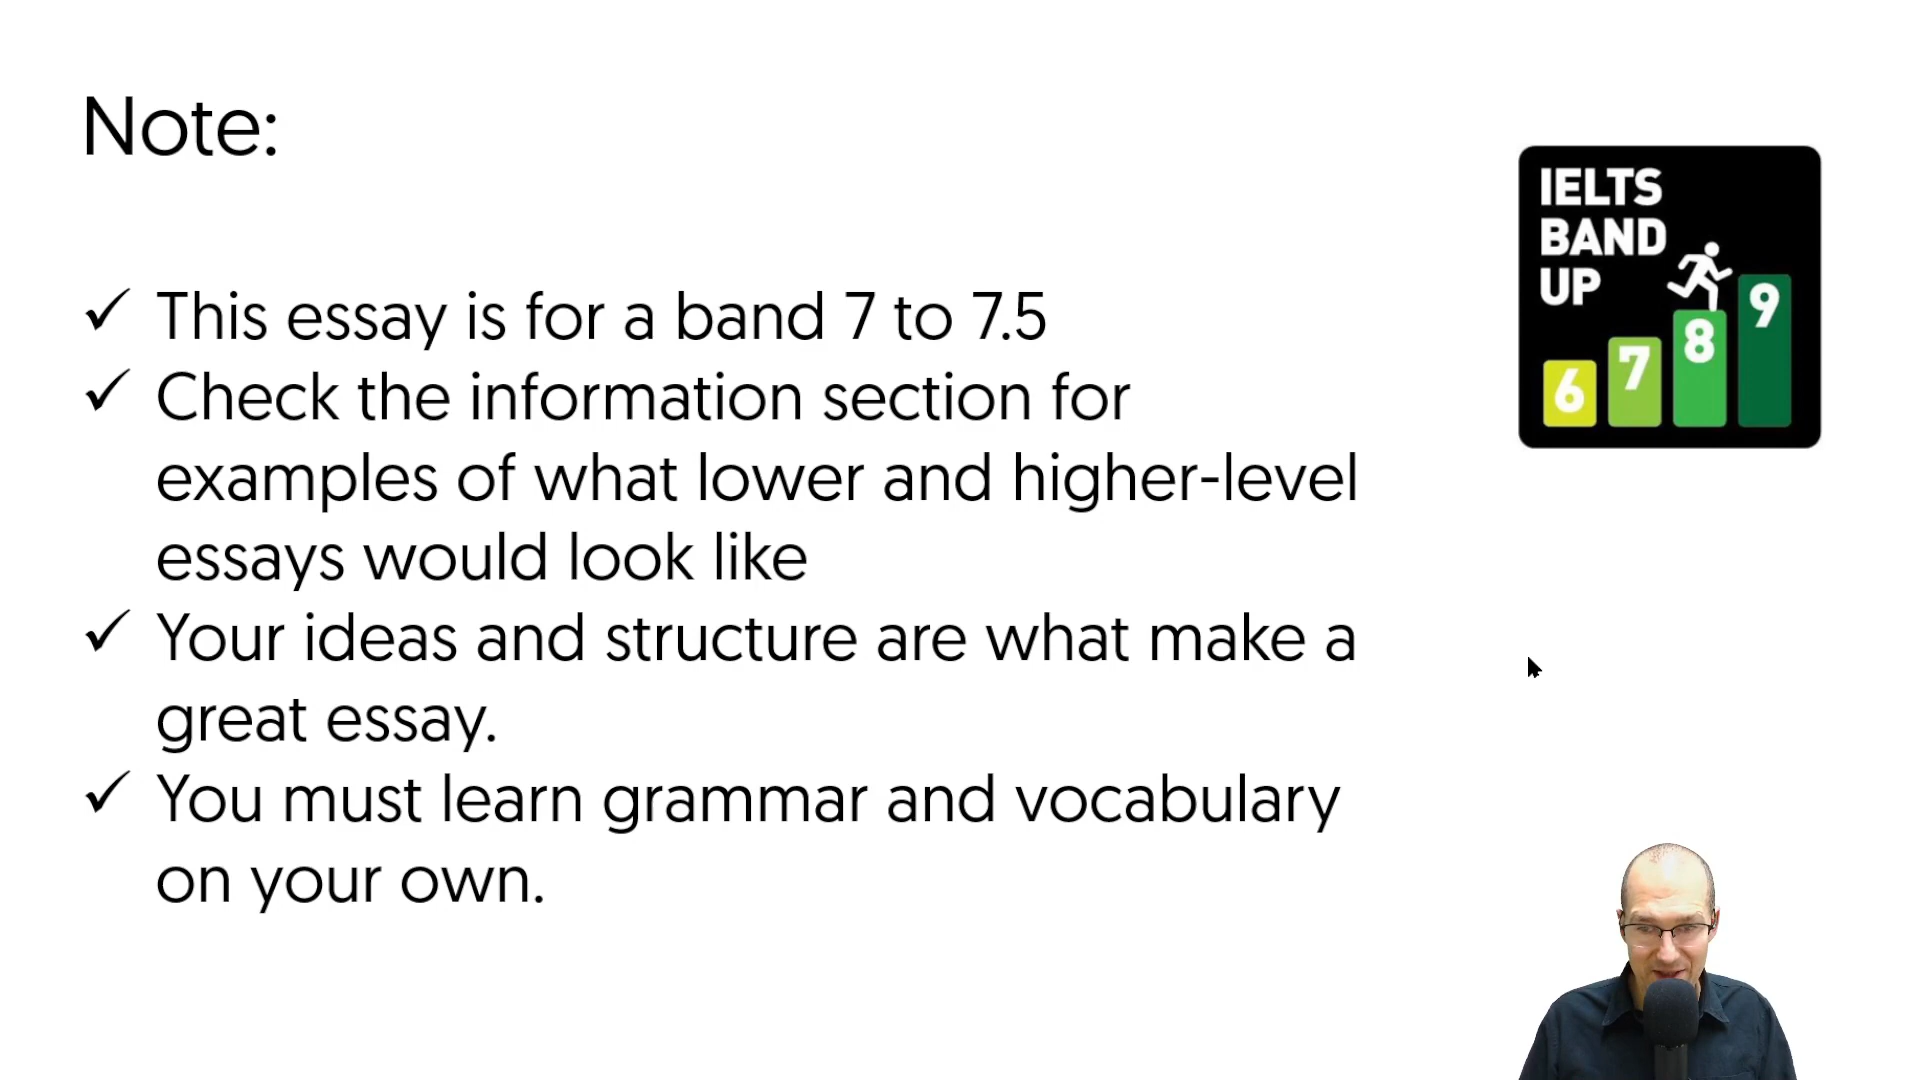 Note:
This essay is for a band 7 to 7.5
Check the information section for
examples of what lower and higher-level
essays would look like
Your ideas and structure are what make a
great essay.
You must learn grammar and vocabulary
on your own.
IELTS
BAND
UP
6 7 8 9